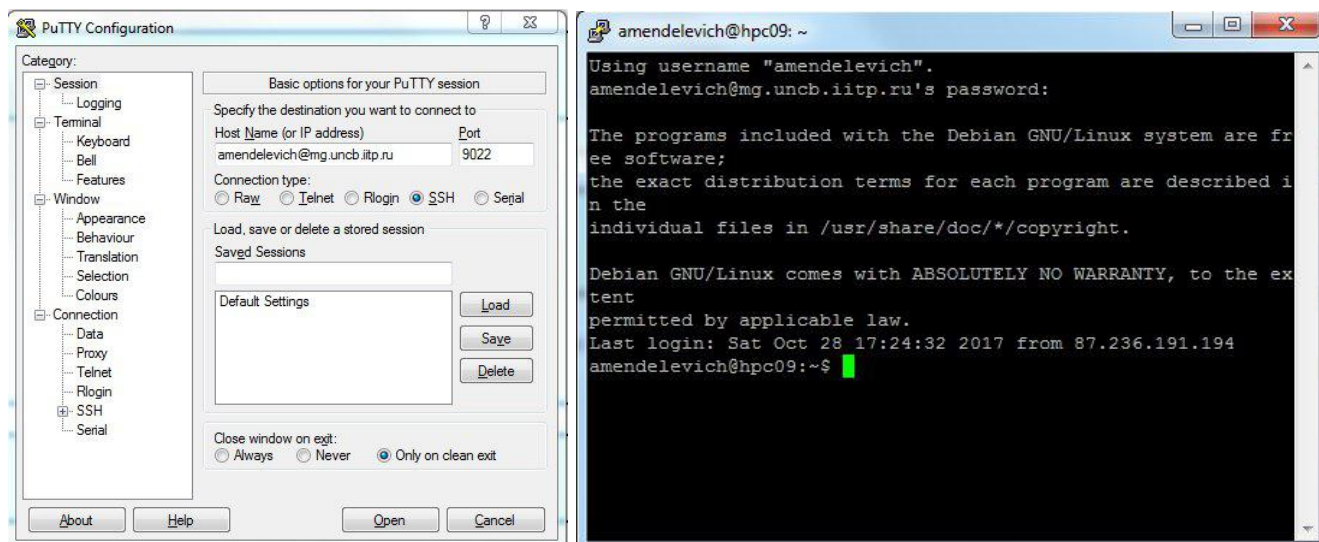 PuTTY Configuration
Category:
Session
Logging
Terminal
Keyboard
Bell
Features
Window
Appearance
Behaviour
Translation
Selection
Colours
Connection
Data
Proxy
Telnet
Rlogin
SSH
Serial
Basic options for your PuTTY session
Specify the destination you want to connect to
Host Name (or IP address) Port
amendelevich@mg.uncb.iitp.ru 9022
Connection type:
Raw Telnet Rlogin SSH Serial
Load, save or delete a stored session
Saved Sessions
Default Settings
Load
Save
Delete
Close window on exit:
Always Never Only on clean exit
About Help Open Cancel
amendelevich@hpc09: ~
Using username "amendelevich".
amendelevich@mg.uncb.iitp.ru's password:
The programs included with the Debian GNU/Linux system are fr
ee software;
the exact distribution terms for each program are described i
n the
individual files in /usr/share/doc/*/copyright.
Debian GNU/Linux comes with ABSOLUTELY NO WARRANTY, to the ex
tent
permitted by applicable law.
Last login: Sat Oct 28 17:24:32 2017 from 87.236.191.194
amendelevich@hpc09:~$